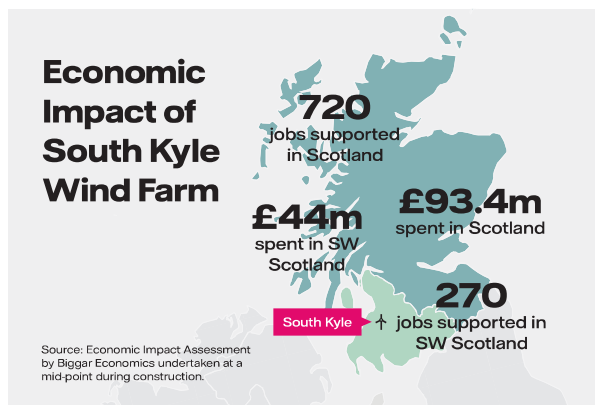 Economic
Impact of
South Kyle
Wind Farm
720
jobs supported
in Scotland
£93.4m
spent in Scotland
£44m
spent in SW
Scotland
270
jobs supported in
SW Scotland
South Kyle
Source: Economic Impact Assessment
by Biggar Economics undertaken at a
mid-point during construction.